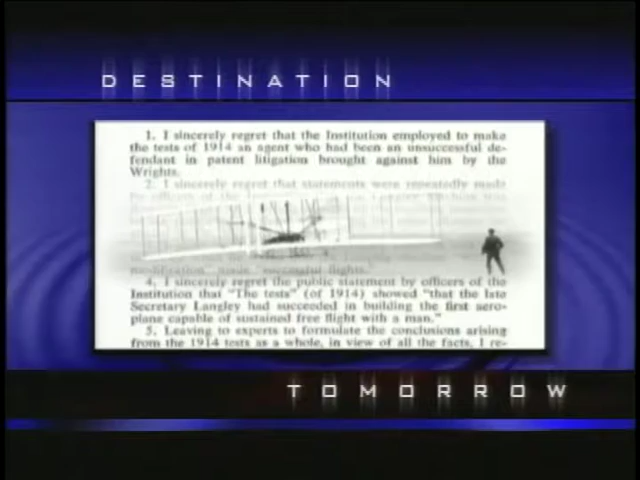 DESTINATION
1. I sincerely regret that the Institution employed to make
the tests of 1914 an agent who had been an unsuccessful de-
fendant in patent litigation brought against him by the
Wrights.
2. I sincerely regret that statements were repeatedly made
modification" made "successful flights."
4. I sincerely regret the public statement by officers of the
Institution that "The tests" (of 1914) showed "that the late
Secretary Langley had succeeded in building the first aero-
plane capable of sustained free flight with a man."
5. Leaving to experts to formulate the conclusions arising
from the 1914 tests as a whole, in view of all the facts, I re-
TOMORROW